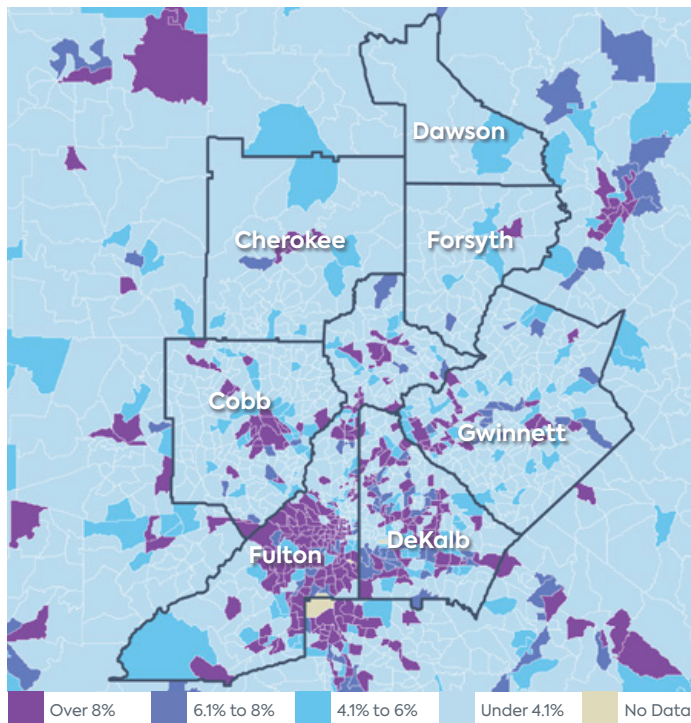 Dawson
Cherokee
Forsyth
Cobb
Gwinnett
DeKalb
Fulton
Over 8%
6.1% to 8%
4.1% to 6%
Under 4.1%
No Data